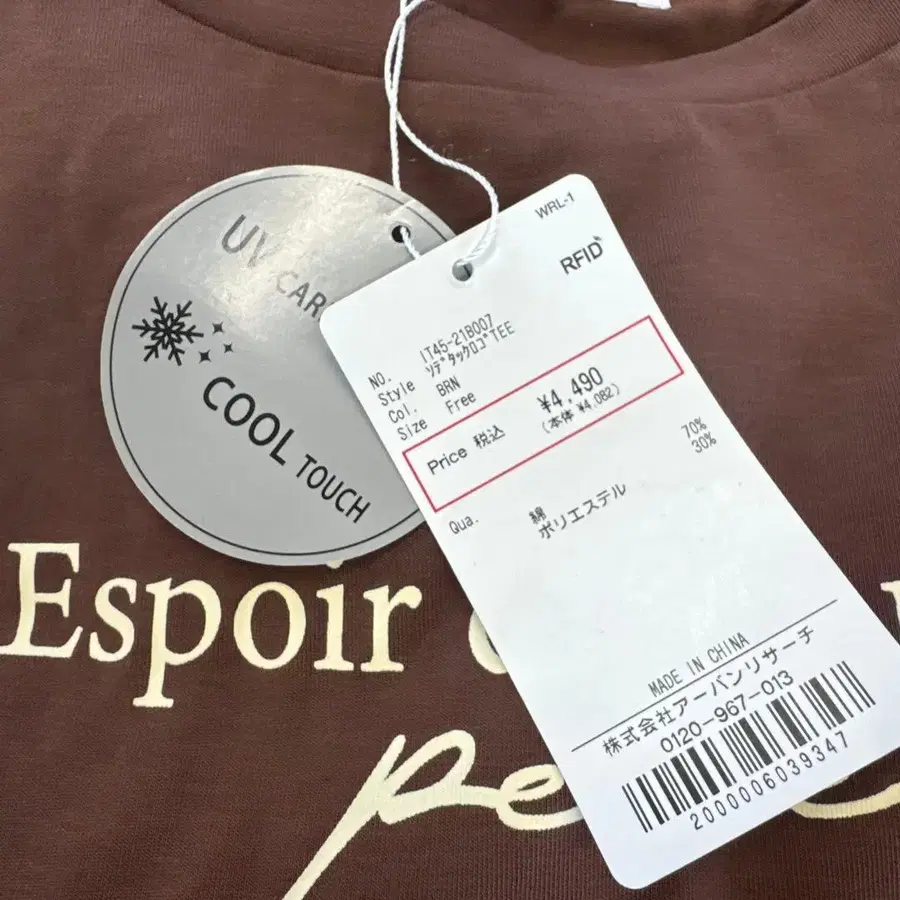 UV CARE
COOL TOUCH
WRL-1
RFID
NO. IT45-21B007
Style ソデタックロゴTEE
Col. BRN
Size Free
Price 税込 ¥4,490
(本体 ¥4,082)
Qua. 綿 70%
ポリエステル 30%
MADE IN CHINA
株式会社アーバンリサーチ
0120-967-013
2000006039347
Espoir
pe